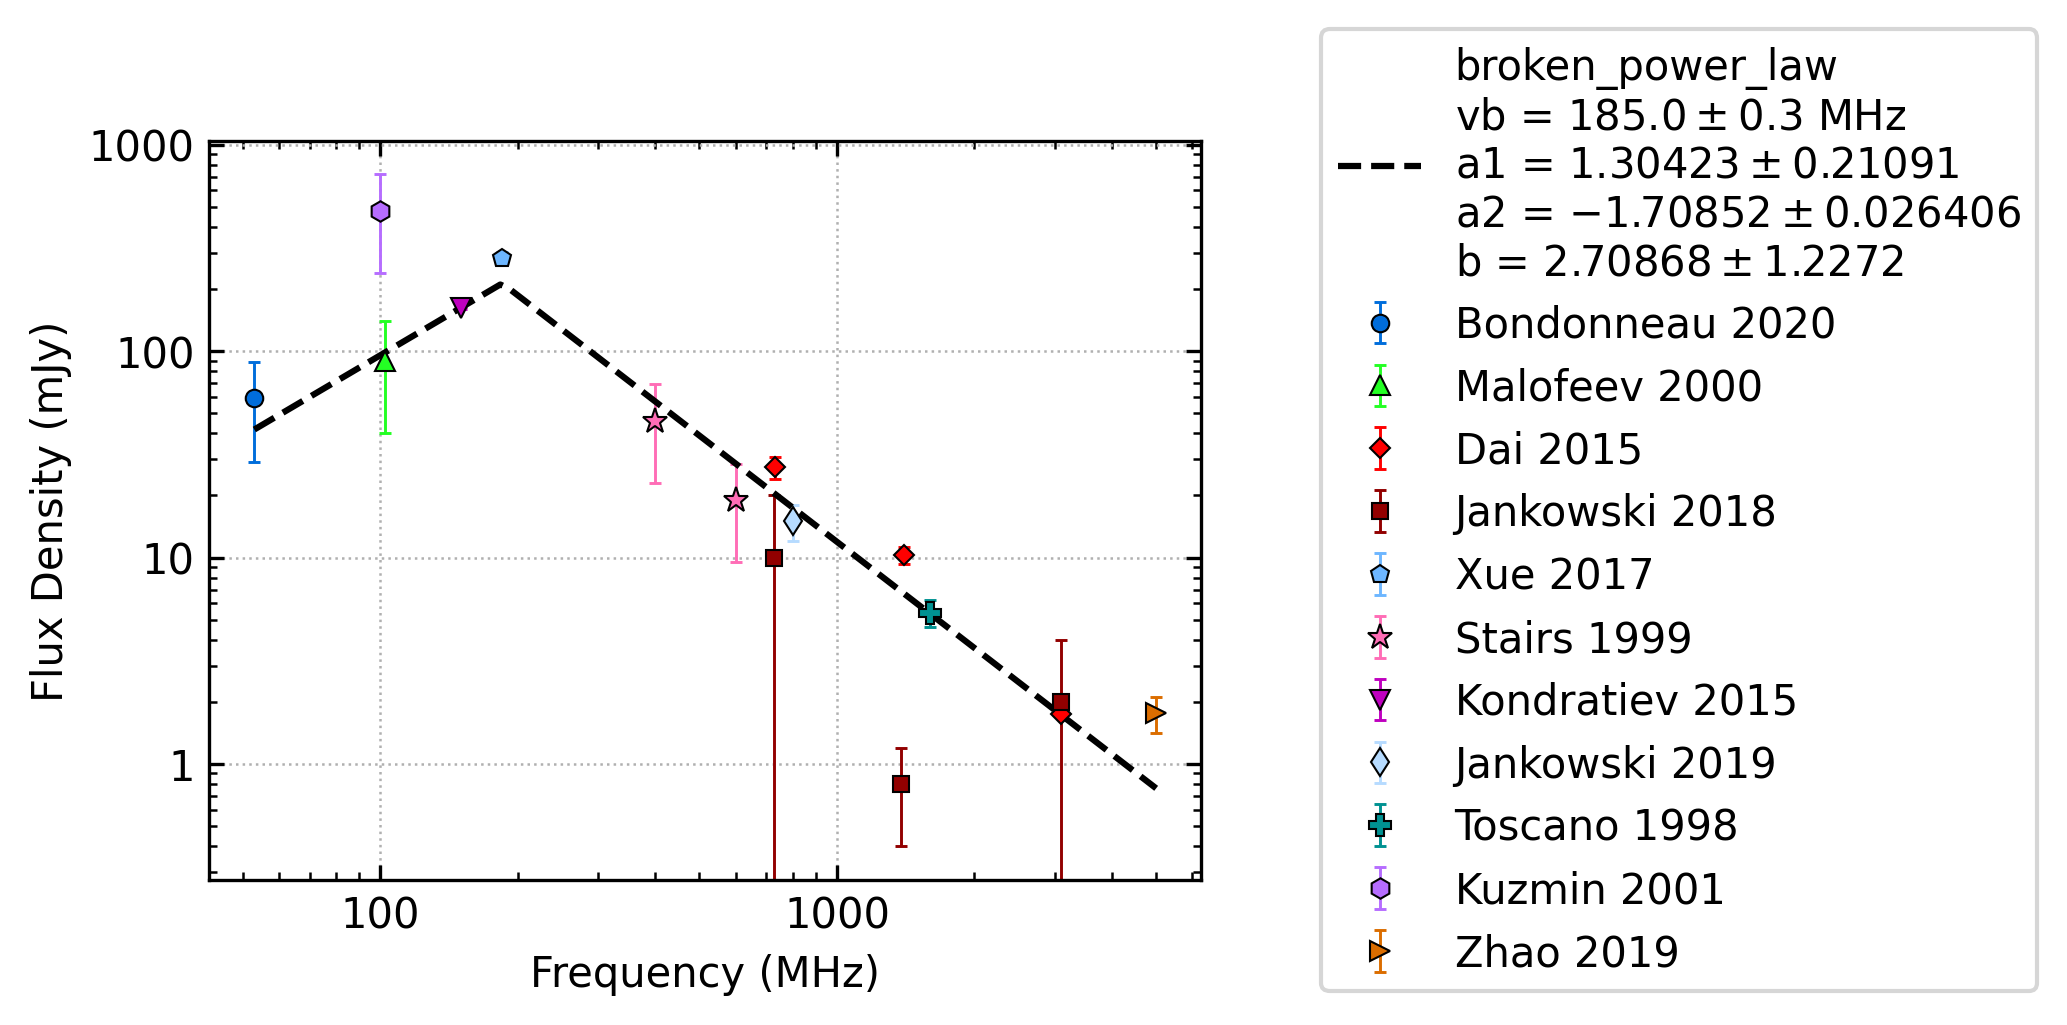 1000
100
10
1
Flux Density (mJy)
100
1000
Frequency (MHz)
broken_power_law
vb = 185.0 ± 0.3 MHz
a1 = 1.30423 ± 0.21091
a2 = −1.70852 ± 0.026406
b = 2.70868 ± 1.2272
Bondonneau 2020
Malofeev 2000
Dai 2015
Jankowski 2018
Xue 2017
Stairs 1999
Kondratiev 2015
Jankowski 2019
Toscano 1998
Kuzmin 2001
Zhao 2019